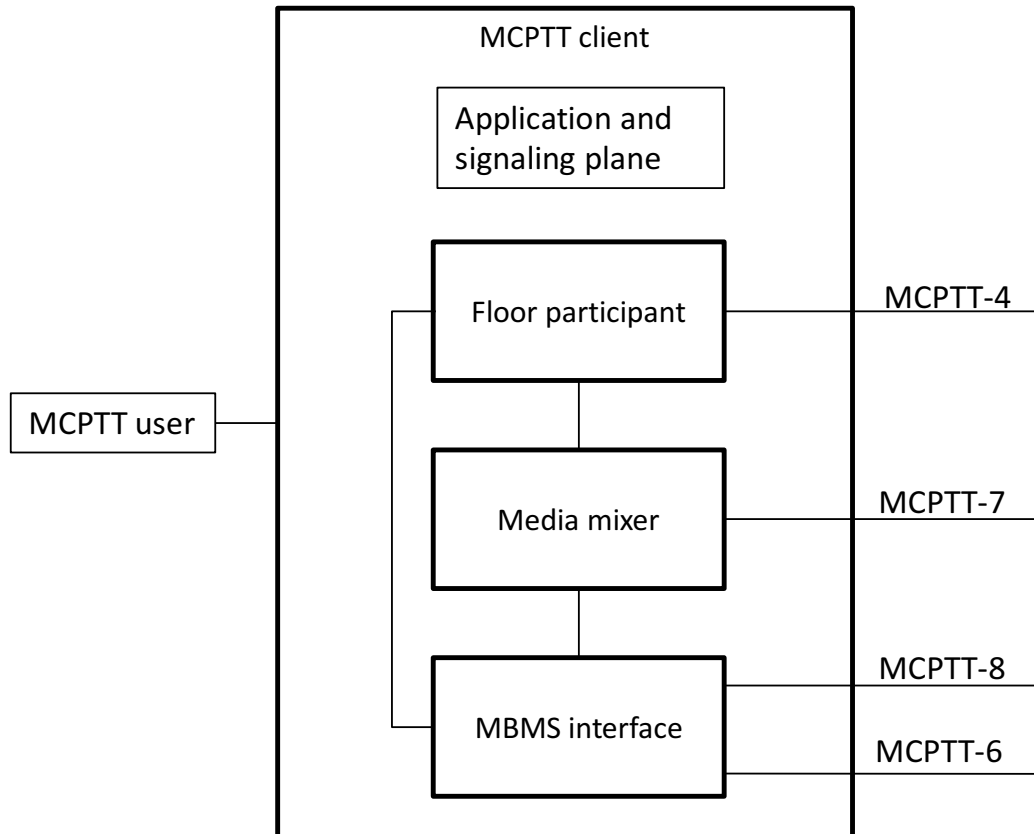 MCPTT client
Application and
signaling plane
Floor participant
MCPTT-4
MCPTT user
Media mixer
MCPTT-7
MCPTT-8
MBMS interface
MCPTT-6